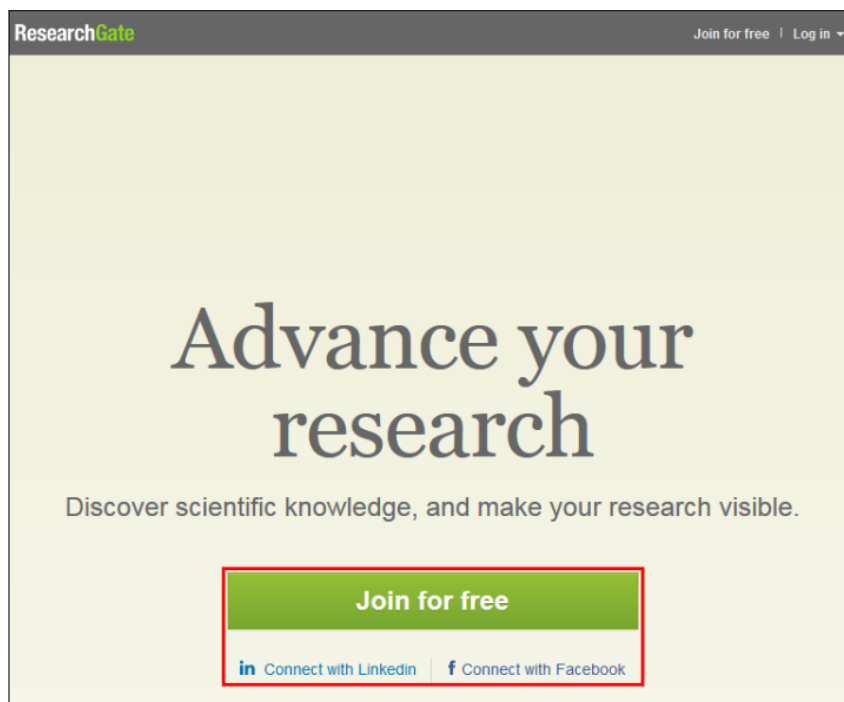 ResearchGate Join for free Log in
Advance your
research
Discover scientific knowledge, and make your research visible.
Join for free
in Connect with Linkedin f Connect with Facebook